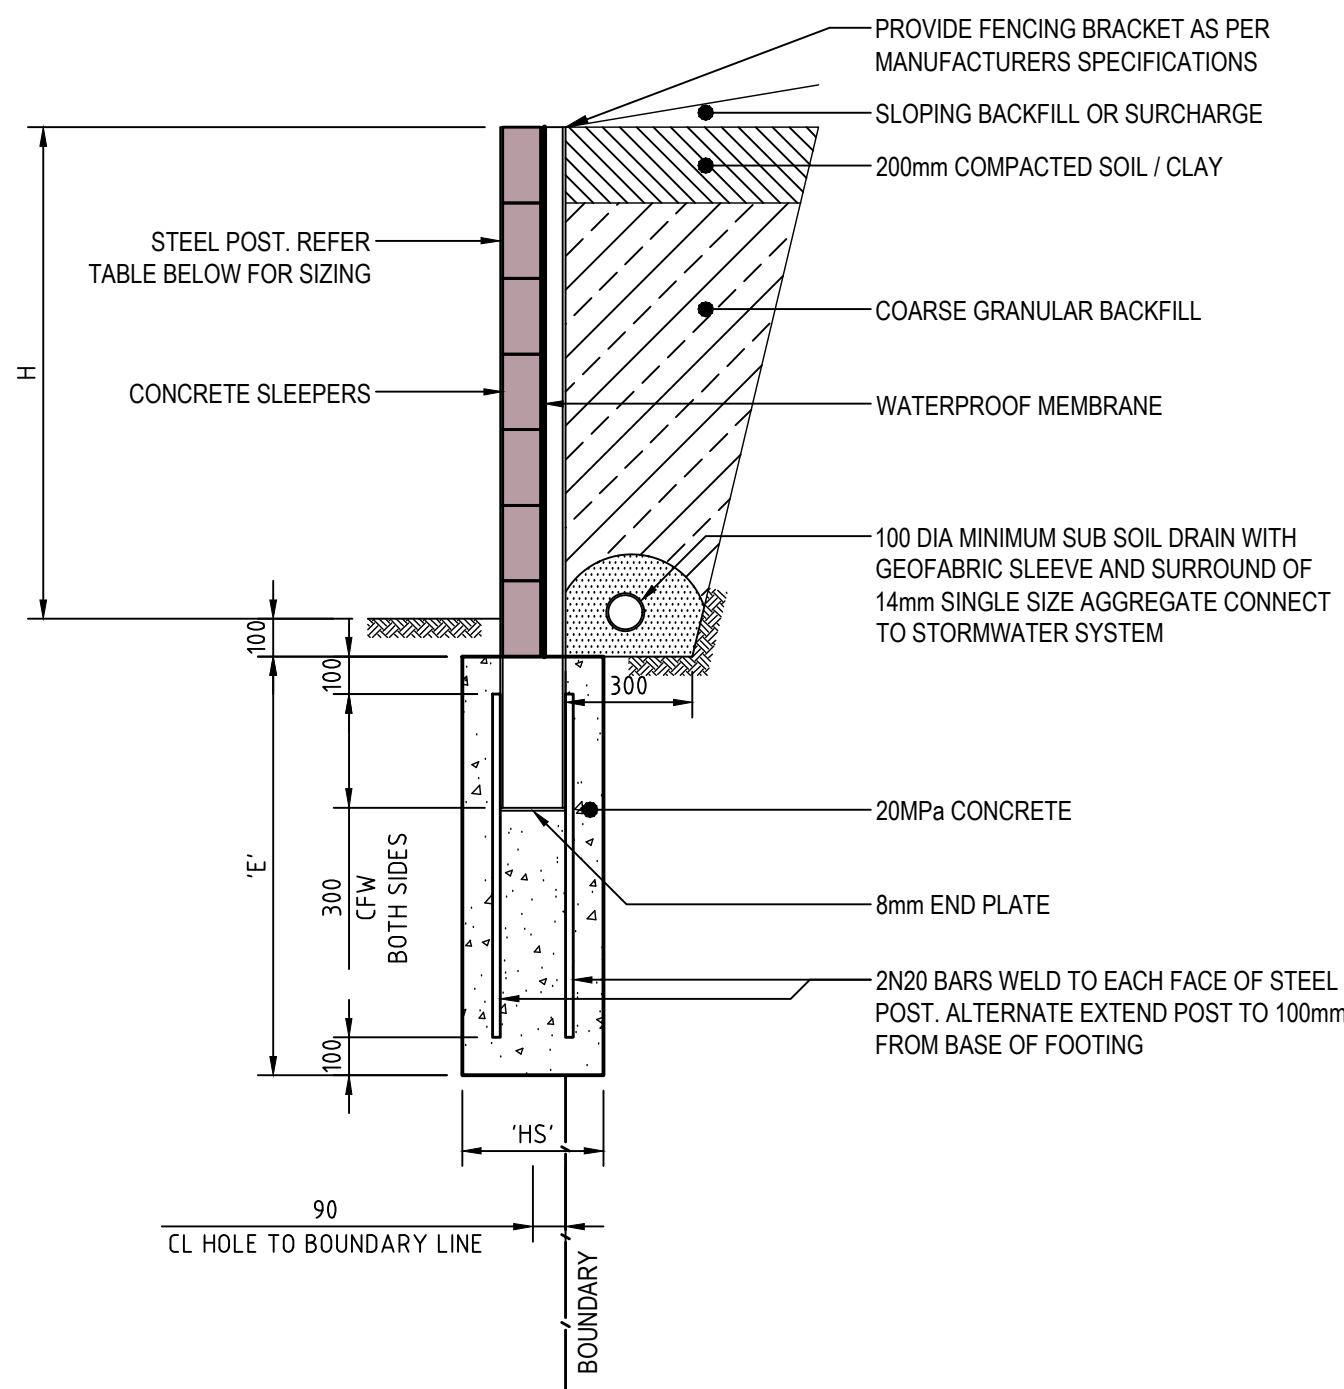 PROVIDE FENCING BRACKET AS PER
MANUFACTURERS SPECIFICATIONS
SLOPING BACKFILL OR SURCHARGE
200mm COMPACTED SOIL / CLAY
STEEL POST. REFER
TABLE BELOW FOR SIZING
COARSE GRANULAR BACKFILL
H
CONCRETE SLEEPERS
WATERPROOF MEMBRANE
100 DIA MINIMUM SUB SOIL DRAIN WITH
GEOFABRIC SLEEVE AND SURROUND OF
14mm SINGLE SIZE AGGREGATE CONNECT
TO STORMWATER SYSTEM
100
100
300
20MPa CONCRETE
'E'
300
CFW
BOTH SIDES
8mm END PLATE
2N20 BARS WELD TO EACH FACE OF STEEL
POST. ALTERNATE EXTEND POST TO 100mm
FROM BASE OF FOOTING
100
'HS'
90
CL HOLE TO BOUNDARY LINE
BOUNDARY